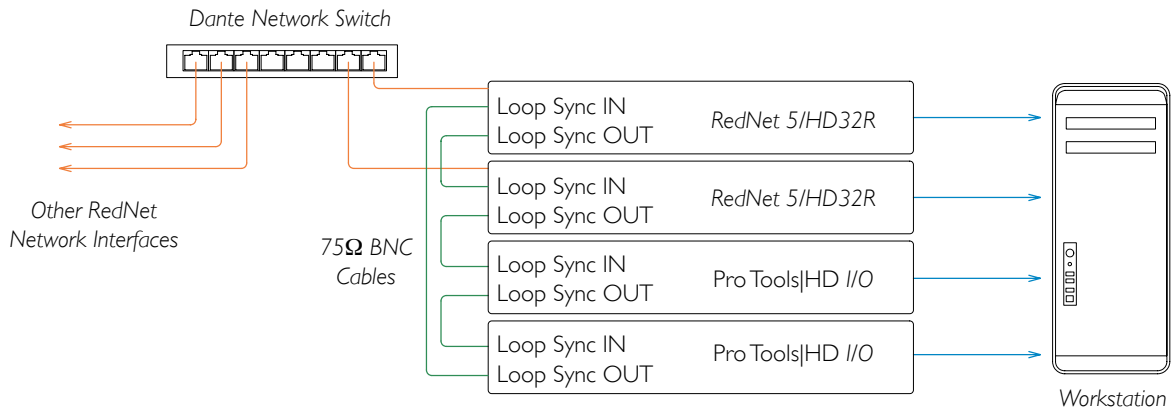 Dante Network Switch
Loop Sync IN
Loop Sync OUT
RedNet 5/HD32R
Loop Sync IN
Loop Sync OUT
RedNet 5/HD32R
Other RedNet
Network Interfaces
75Ω BNC
Cables
Loop Sync IN
Loop Sync OUT
Pro Tools|HD I/O
Loop Sync IN
Loop Sync OUT
Pro Tools|HD I/O
Workstation